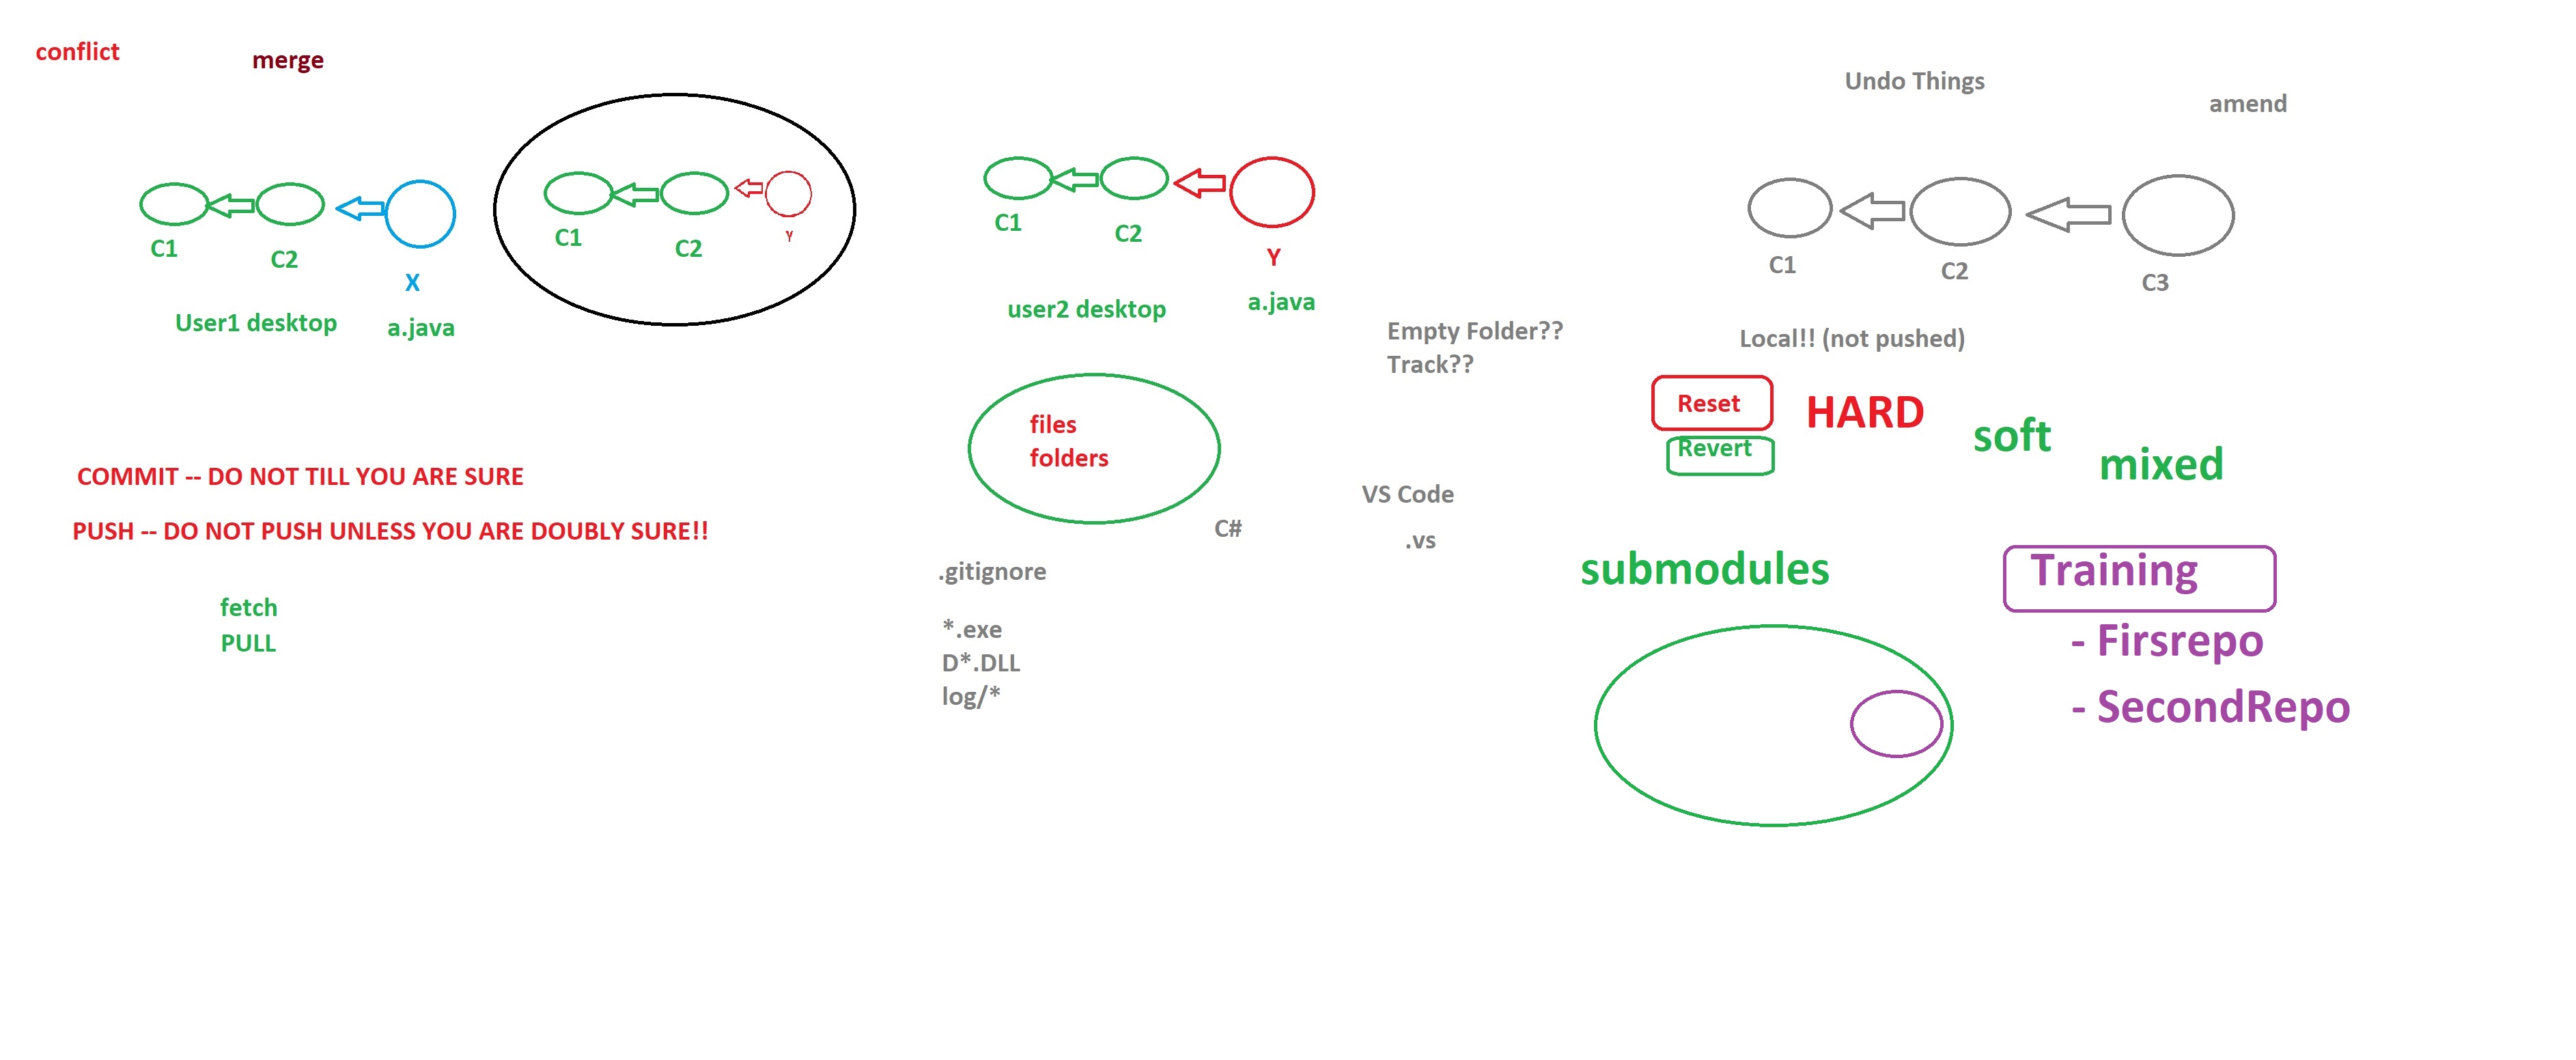 conflict
merge
C1
C2
X
User1 desktop
a.java
C1
C2
Y
C1
C2
Y
user2 desktop
a.java
COMMIT -- DO NOT TILL YOU ARE SURE
PUSH -- DO NOT PUSH UNLESS YOU ARE DOUBLY SURE!!
fetch
PULL
files
folders
C#
.gitignore
*.exe
D*.DLL
log/*
Empty Folder??
Track??
VS Code
.vs
Undo Things
amend
C1
C2
C3
Local!! (not pushed)
Reset
Revert
HARD
soft
mixed
submodules
Training
- Firsrepo
- SecondRepo